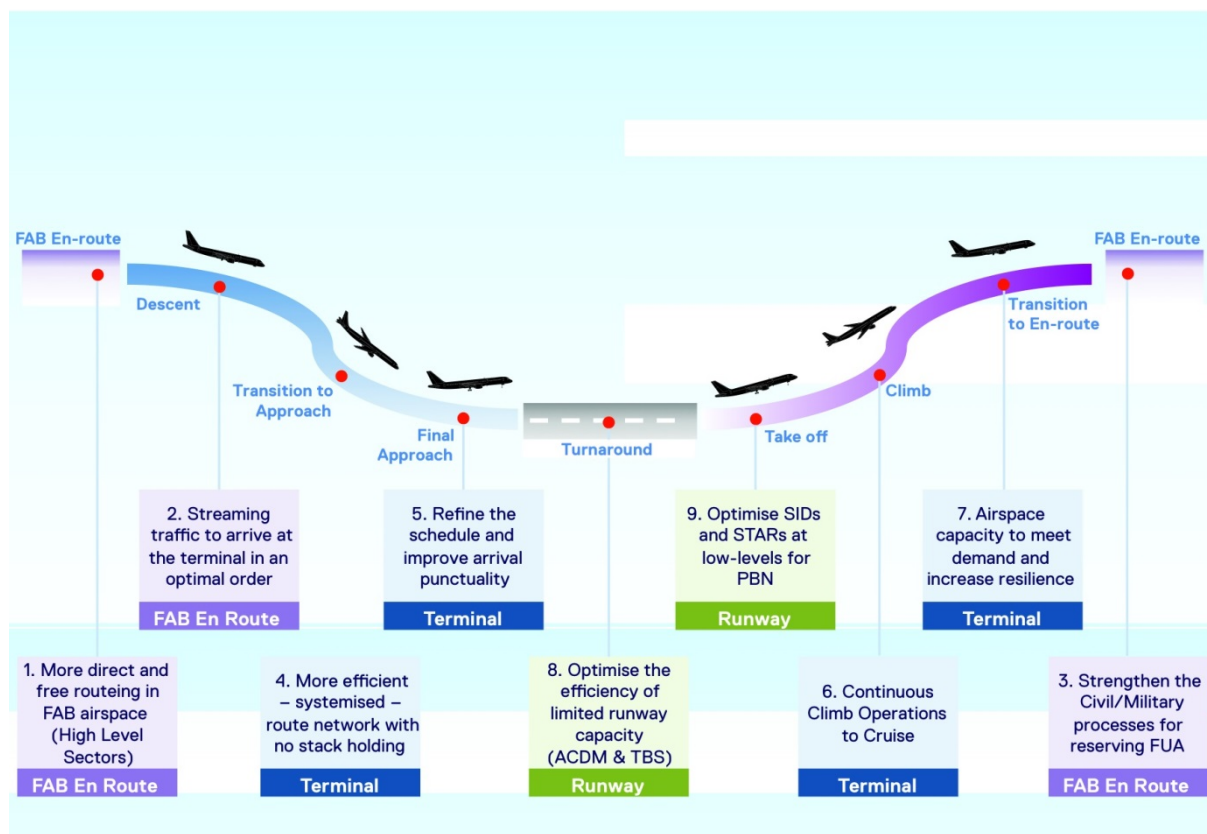 FAB En-route
Descent
Transition to
Approach
Final
Approach
Turnaround
Take off
Climb
Transition
to En-route
FAB En-route
2. Streaming
traffic to arrive at
the terminal in an
optimal order
FAB En Route
5. Refine the
schedule and
improve arrival
punctuality
Terminal
9. Optimise SIDs
and STARs at
low-levels for
PBN
Runway
7. Airspace
capacity to meet
demand and
increase resilience
Terminal
1. More direct and
free routeing in
FAB airspace
(High Level
Sectors)
FAB En Route
4. More efficient
– systemised –
route network with
no stack holding
Terminal
8. Optimise the
efficiency of
limited runway
capacity
(ACDM & TBS)
Runway
6. Continuous
Climb Operations
to Cruise
Terminal
3. Strengthen the
Civil/Military
processes for
reserving FUA
FAB En Route